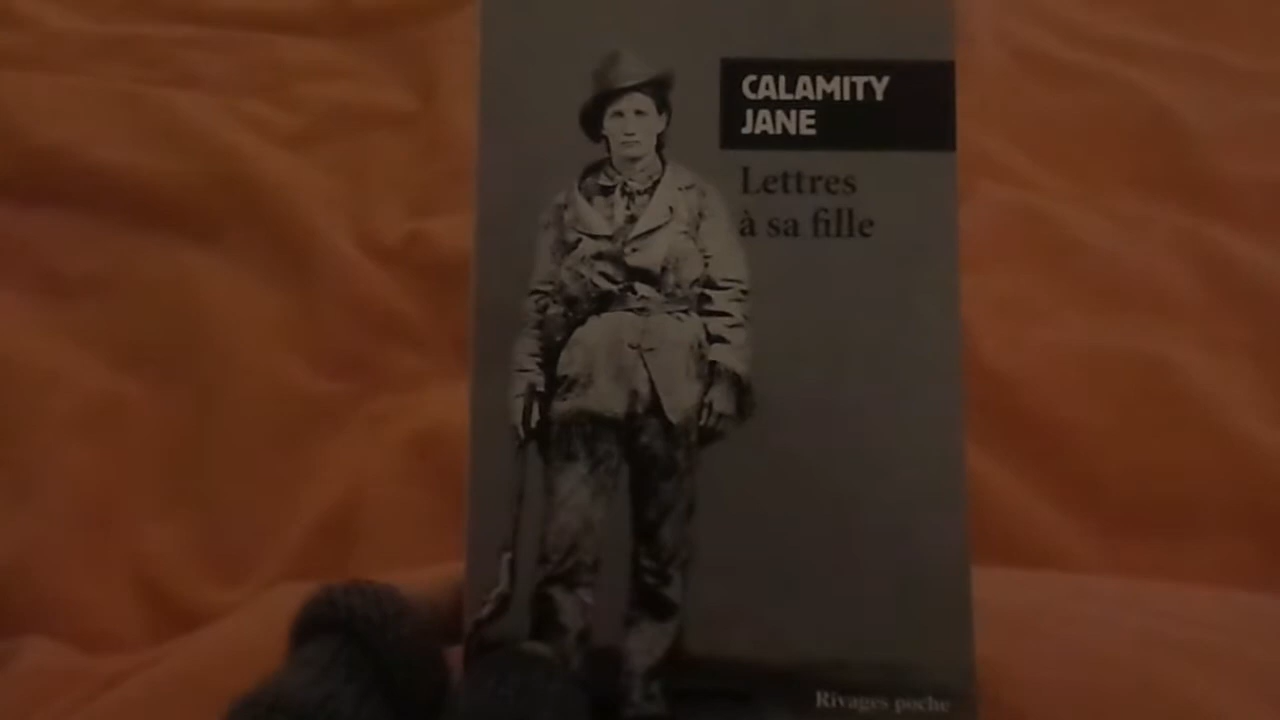 CALAMITY
JANE
Lettres
à sa fille
Rivages poche